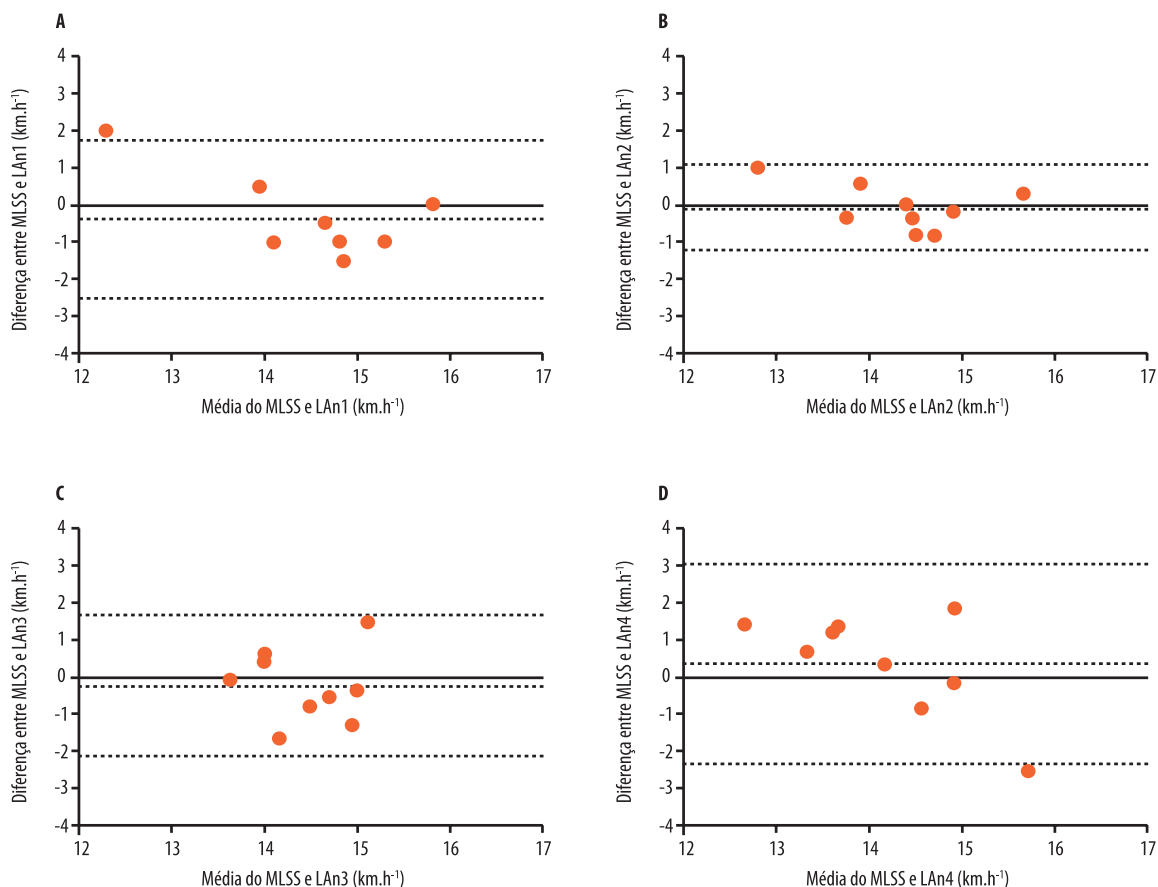 A
Diferença entre MLSS e LAn1 (km.h-1)
4
3
2
1
0
-1
-2
-3
-4
12 13 14 15 16 17
Média do MLSS e LAn1 (km.h-1)
B
Diferença entre MLSS e LAn2 (km.h-1)
4
3
2
1
0
-1
-2
-3
-4
12 13 14 15 16 17
Média do MLSS e LAn2 (km.h-1)
C
Diferença entre MLSS e LAn3 (km.h-1)
4
3
2
1
0
-1
-2
-3
-4
12 13 14 15 16 17
Média do MLSS e LAn3 (km.h-1)
D
Diferença entre MLSS e LAn4 (km.h-1)
4
3
2
1
0
-1
-2
-3
-4
12 13 14 15 16 17
Média do MLSS e LAn4 (km.h-1)